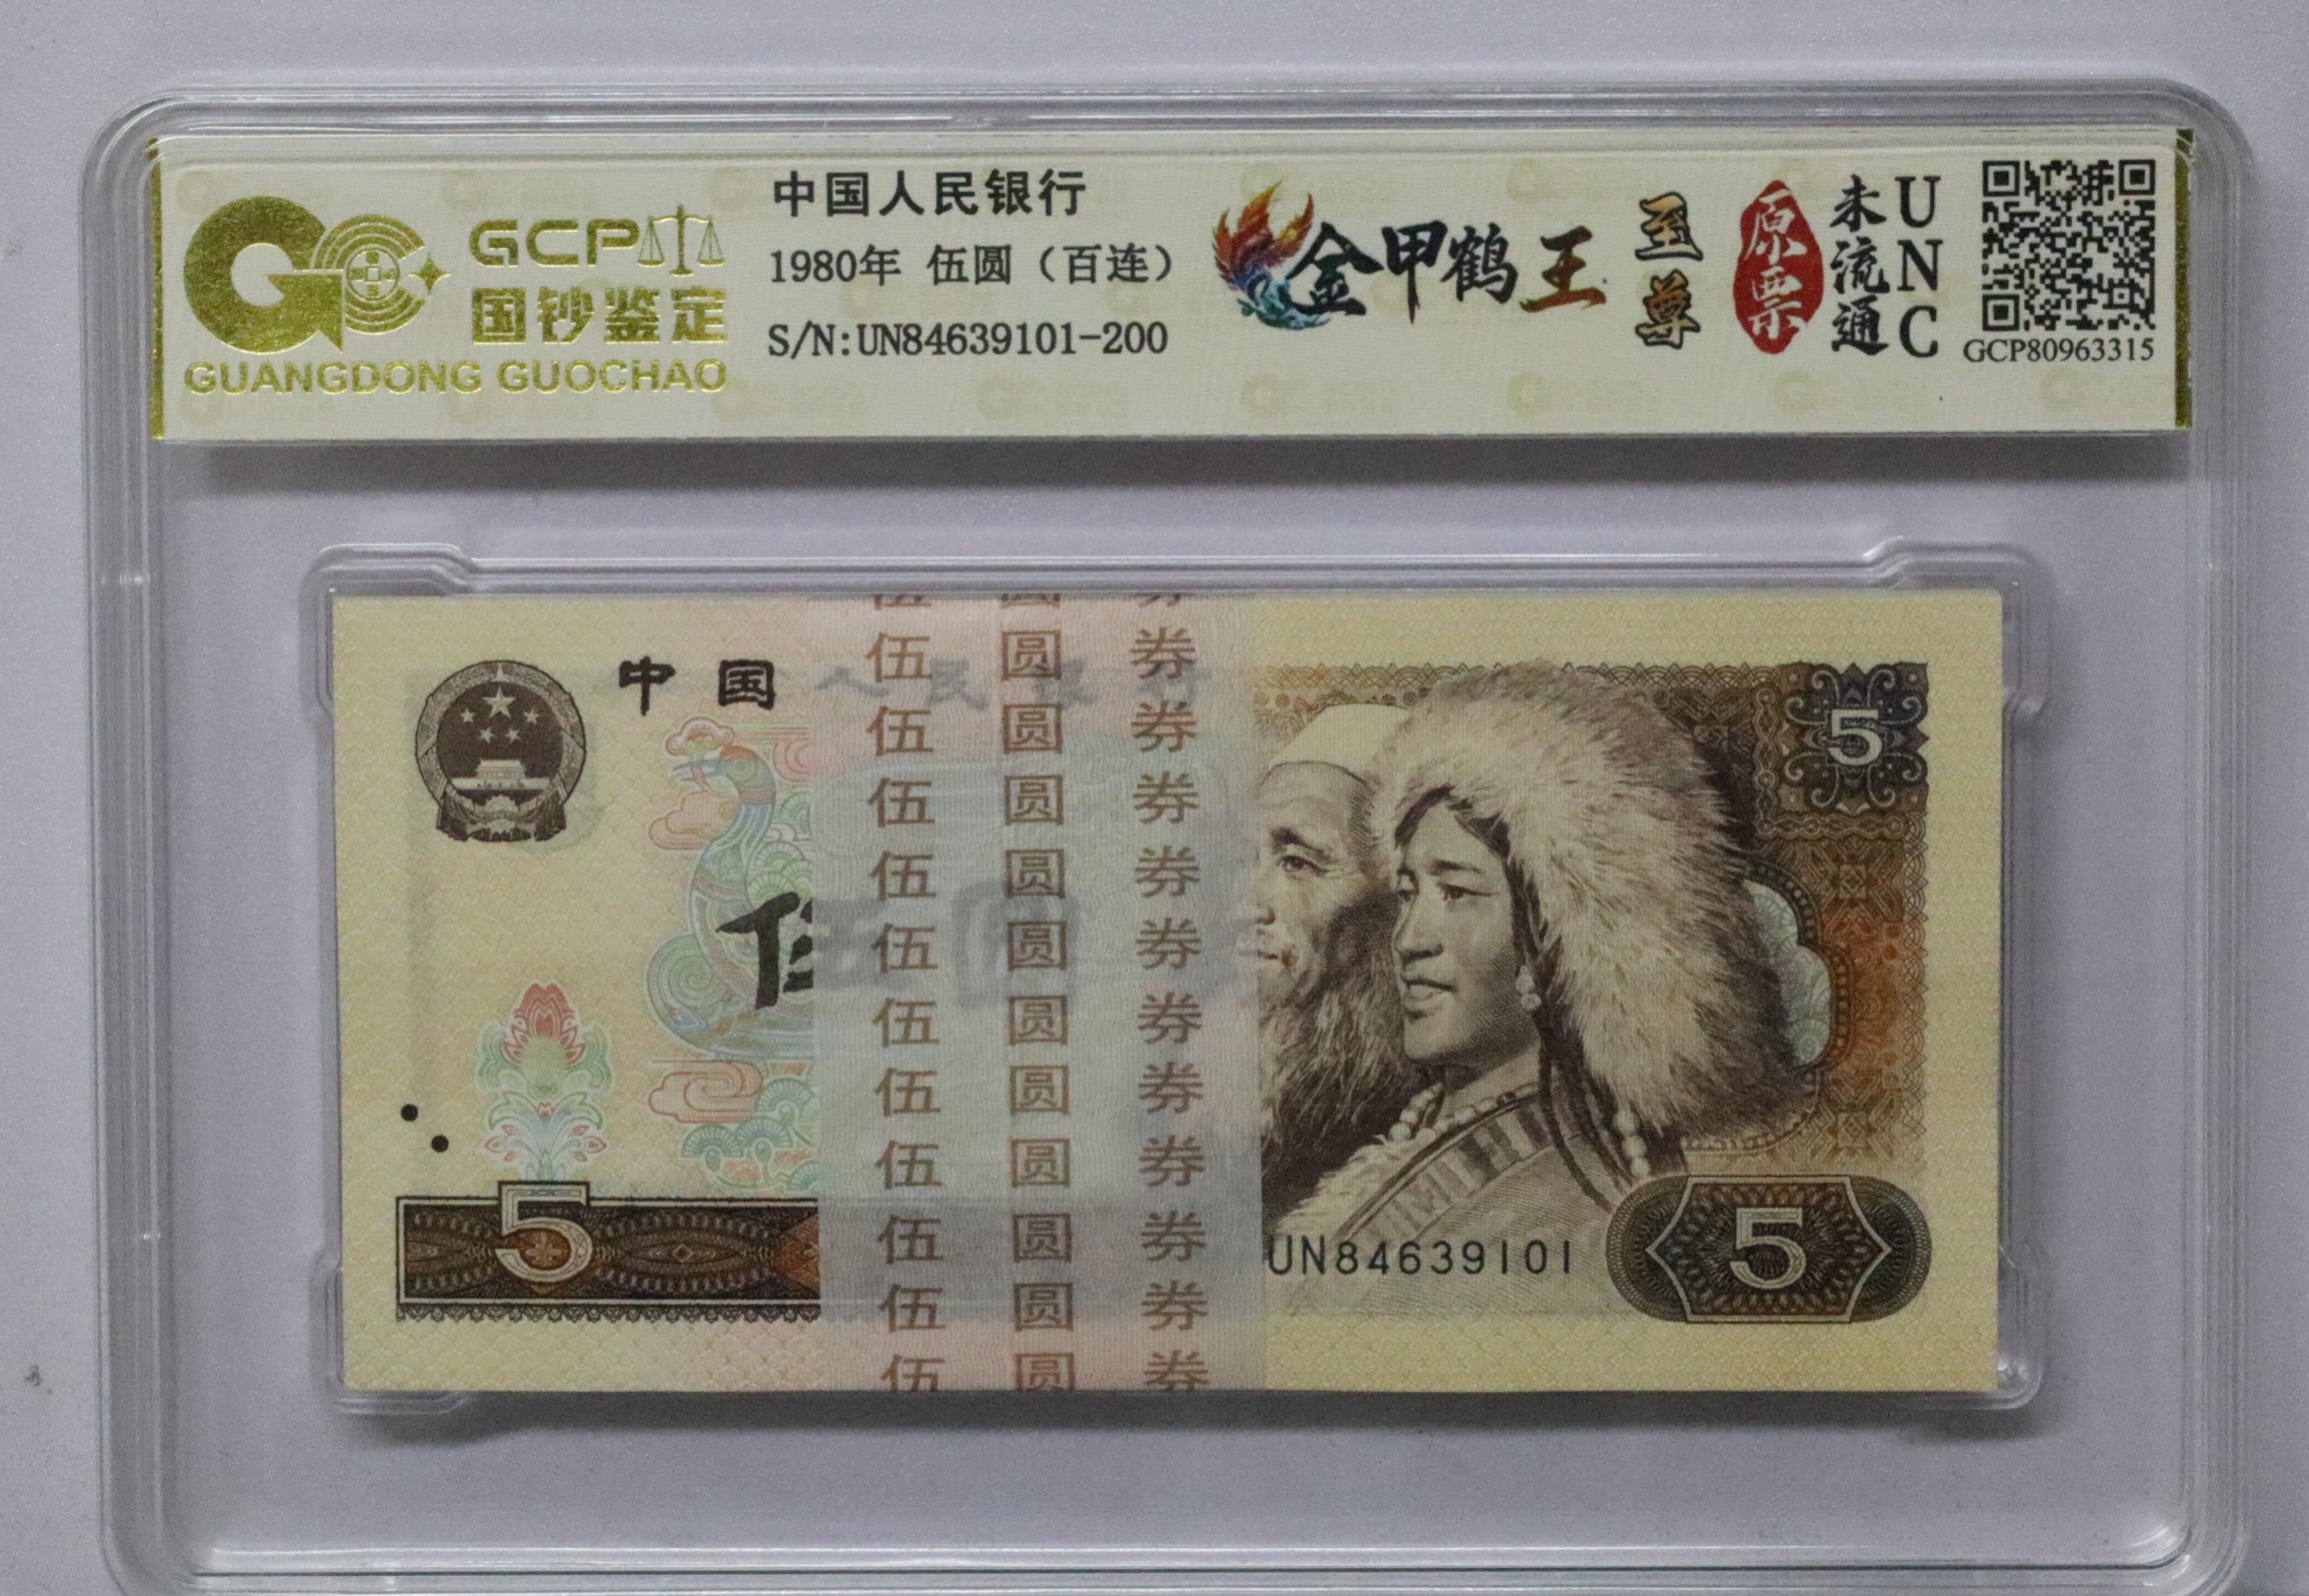 GCP
国钞鉴定
GUANGDONG GUOCHAO
中国人民银行
1980年 伍圆（百连）
S/N:UN84639101-200
金甲鹤王
至尊
原票
未流通
UNC
GCP80963315
中国人民银行
伍 圆 券
伍 圆 券
伍 圆 券
伍 圆 券
伍 圆 券
伍 圆 券
伍 圆 券
伍 圆 券
伍 圆 券
伍 圆 券
伍 圆 券
5
伍
5
UN84639101
5